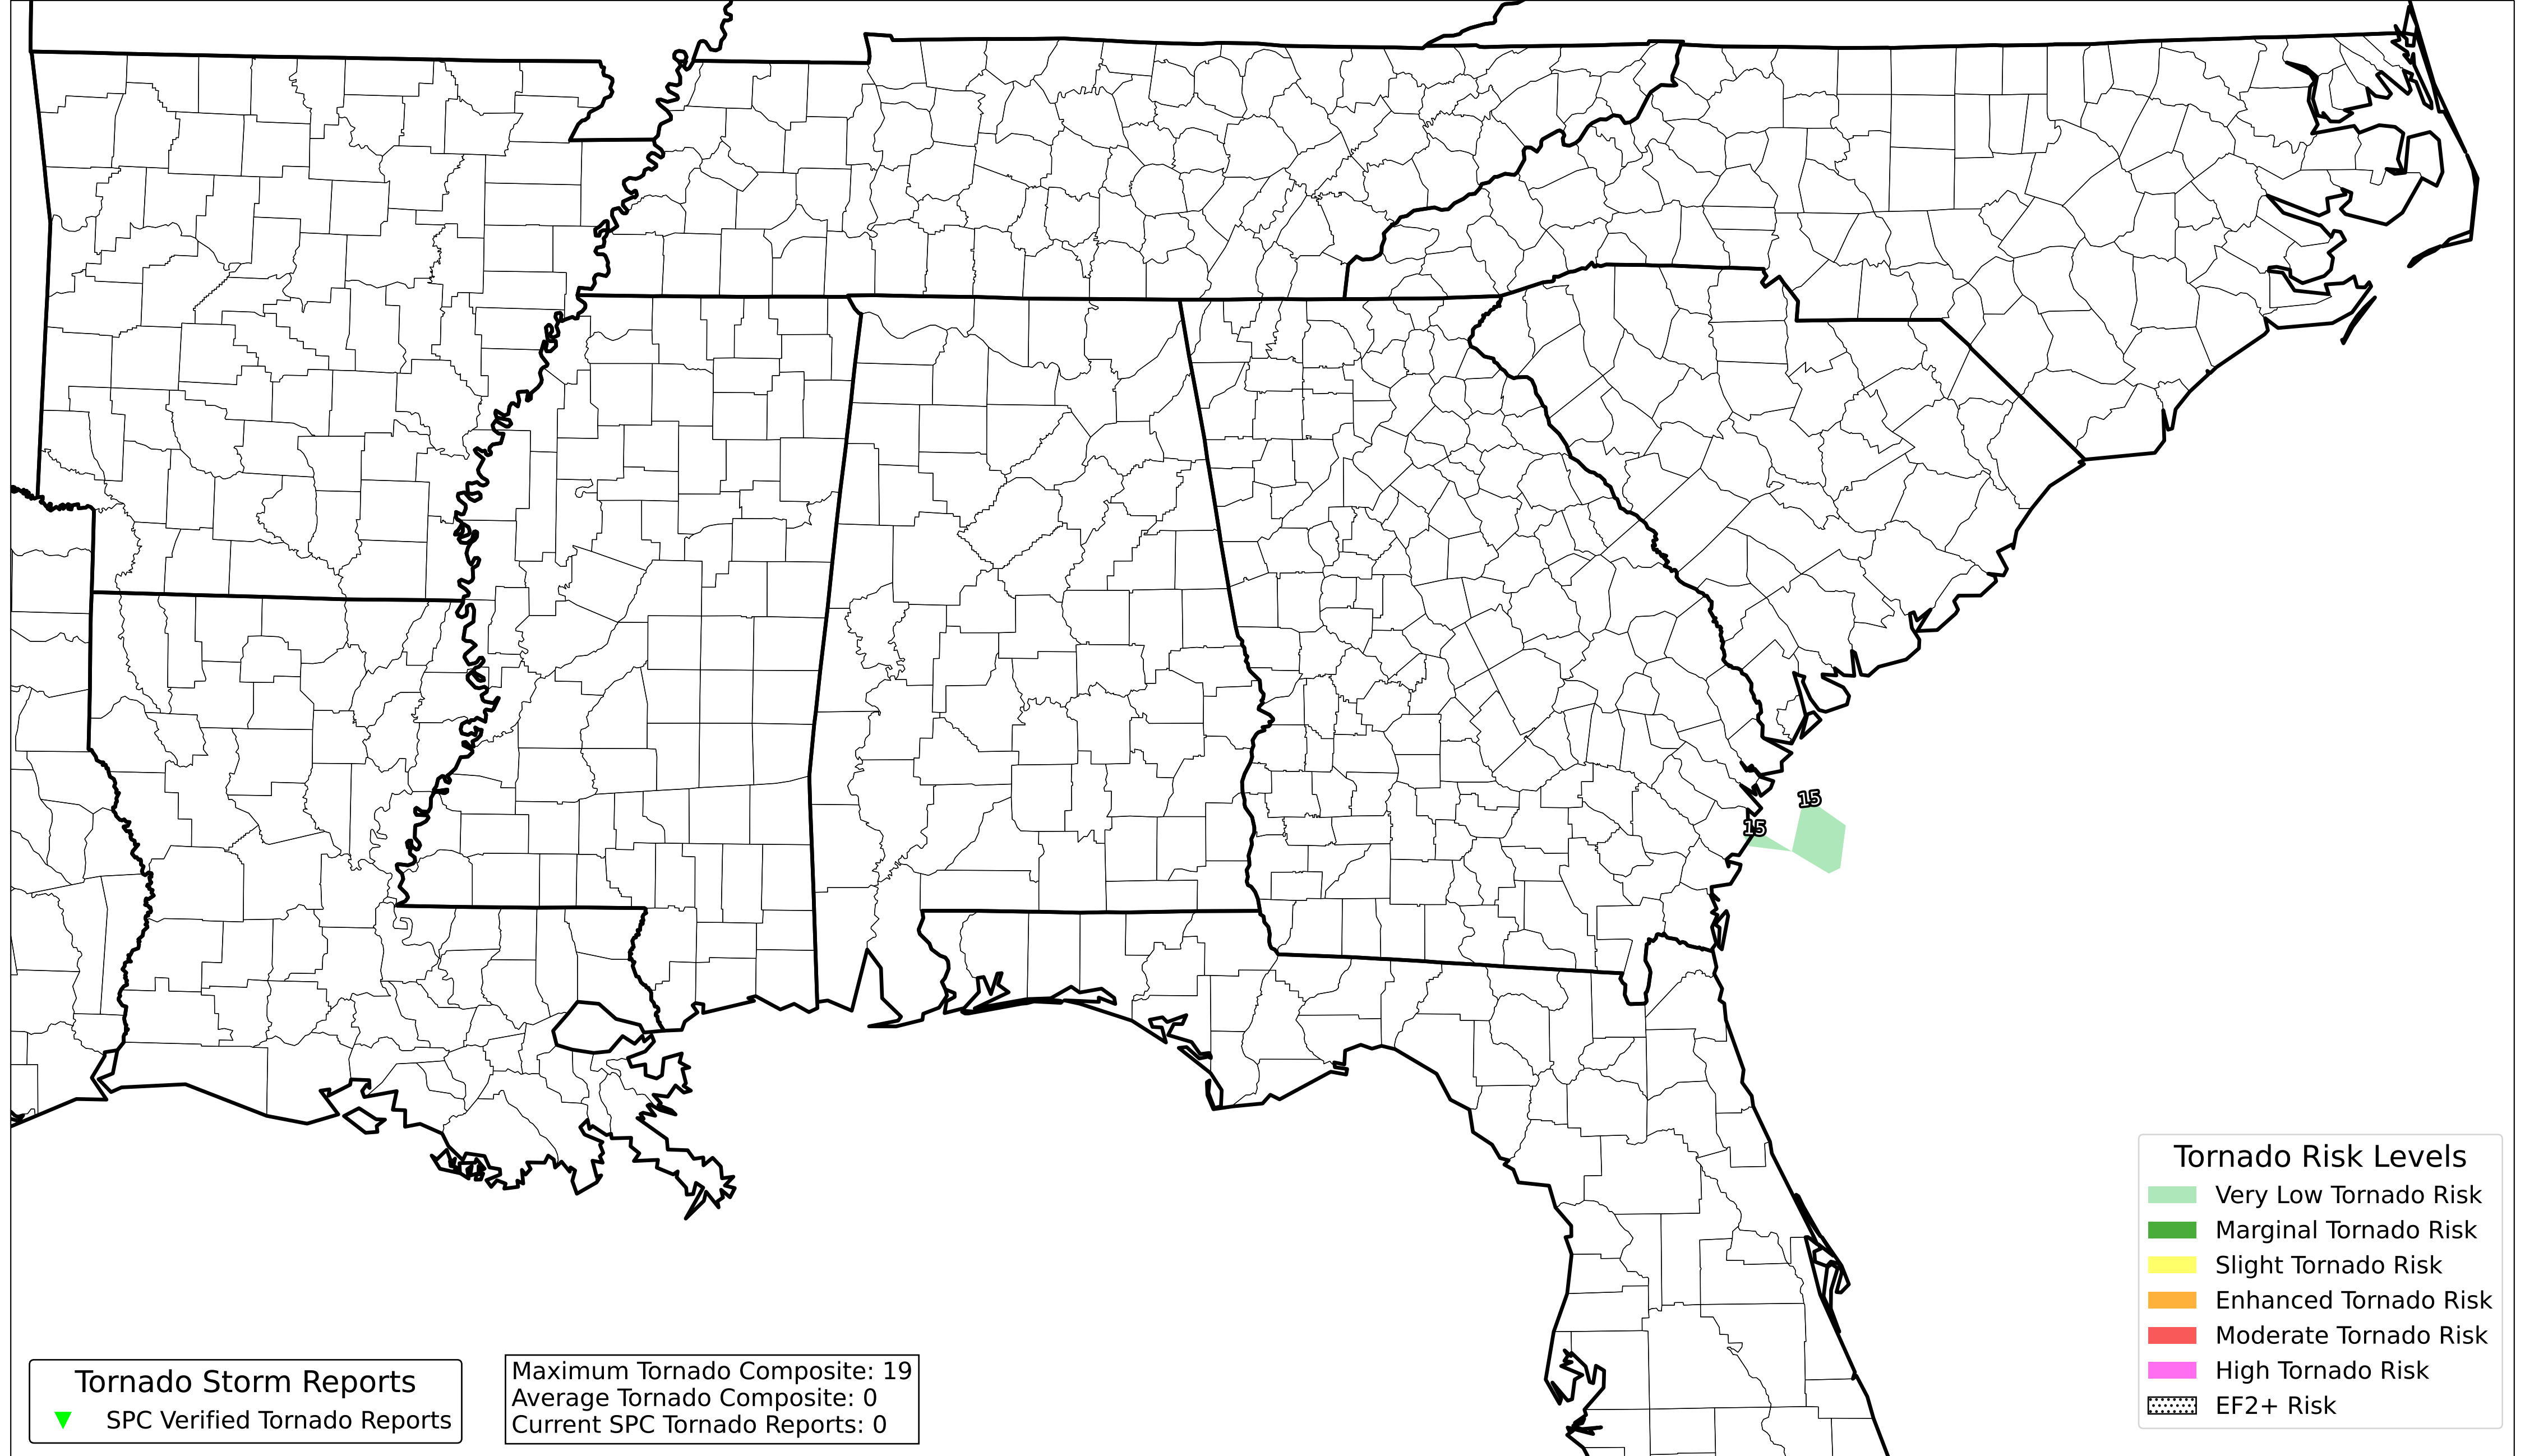 15
15
Tornado Risk Levels
Very Low Tornado Risk
Marginal Tornado Risk
Slight Tornado Risk
Enhanced Tornado Risk
Moderate Tornado Risk
High Tornado Risk
EF2+ Risk
Tornado Storm Reports
SPC Verified Tornado Reports
Maximum Tornado Composite: 19
Average Tornado Composite: 0
Current SPC Tornado Reports: 0